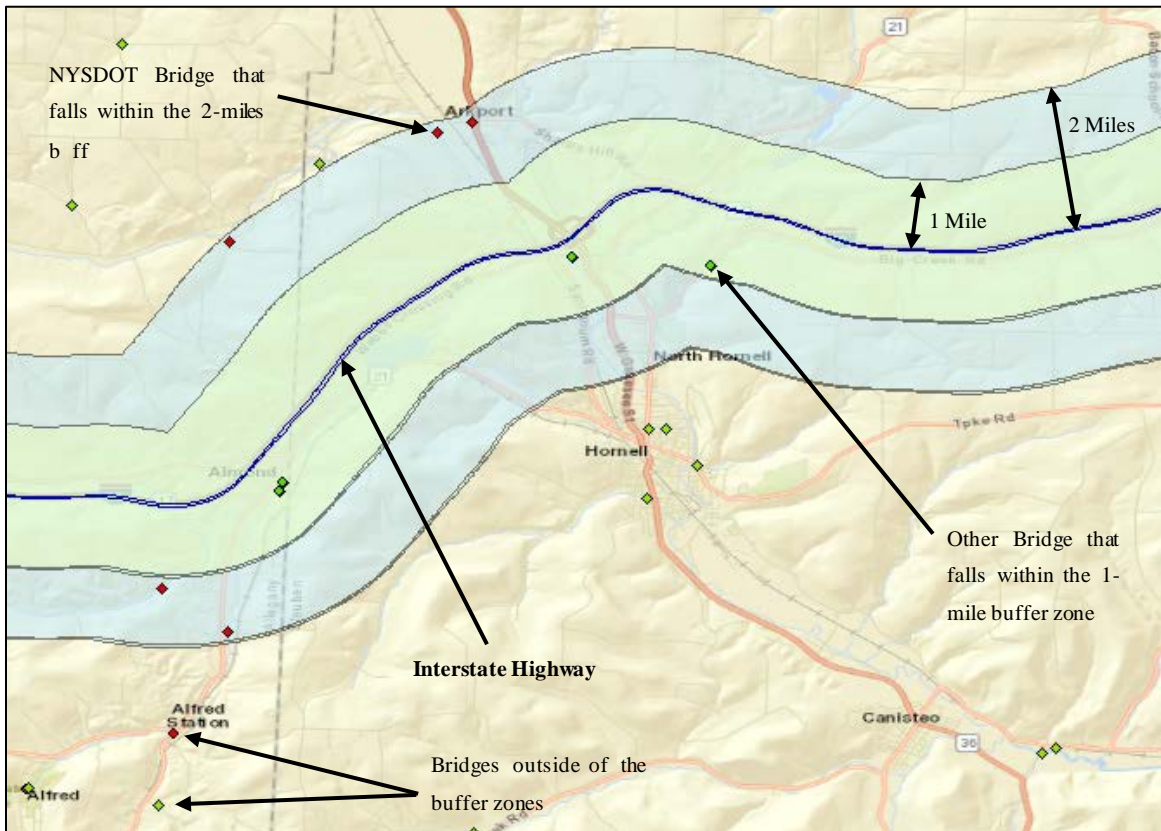 21
NYSDOT Bridge that
falls within the 2-miles
b ff
Arkport
2 Miles
1 Mile
Big Creek Rd
North Hornell
Tpke Rd
Hornell
Almond
Other Bridge that
falls within the 1-
mile buffer zone
Interstate Highway
Alfred
Station
Canisteo
36
Bridges outside of the
buffer zones
Alfred
Rd